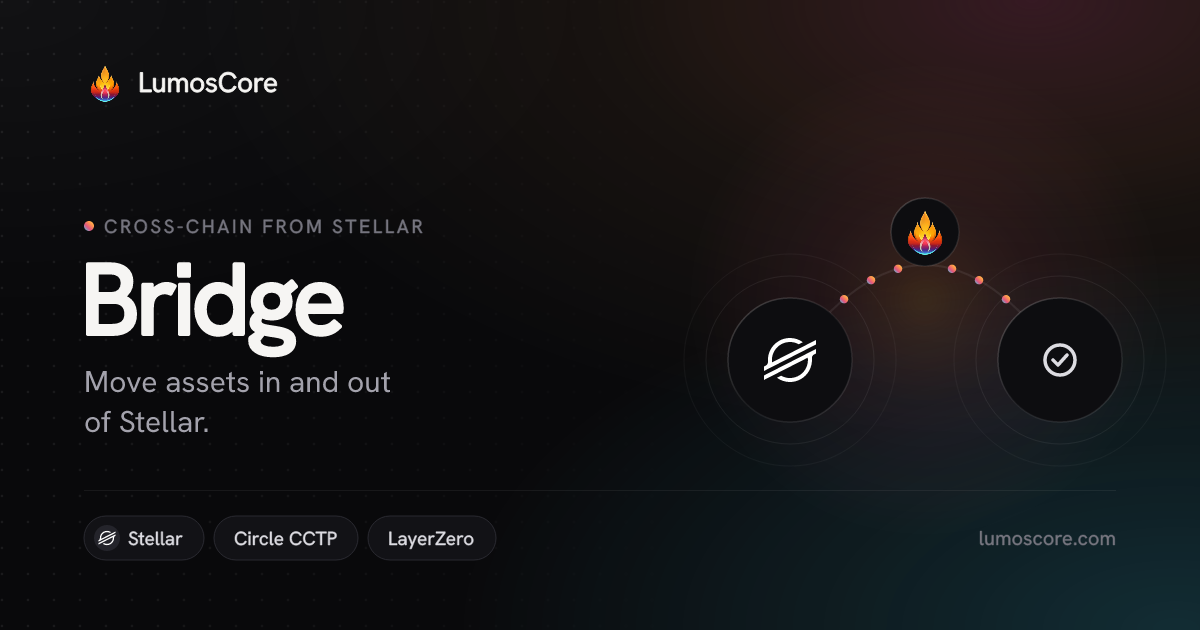 LumosCore
CROSS-CHAIN FROM STELLAR
Bridge
Move assets in and out
of Stellar.
Stellar
Circle CCTP
LayerZero
lumoscore.com